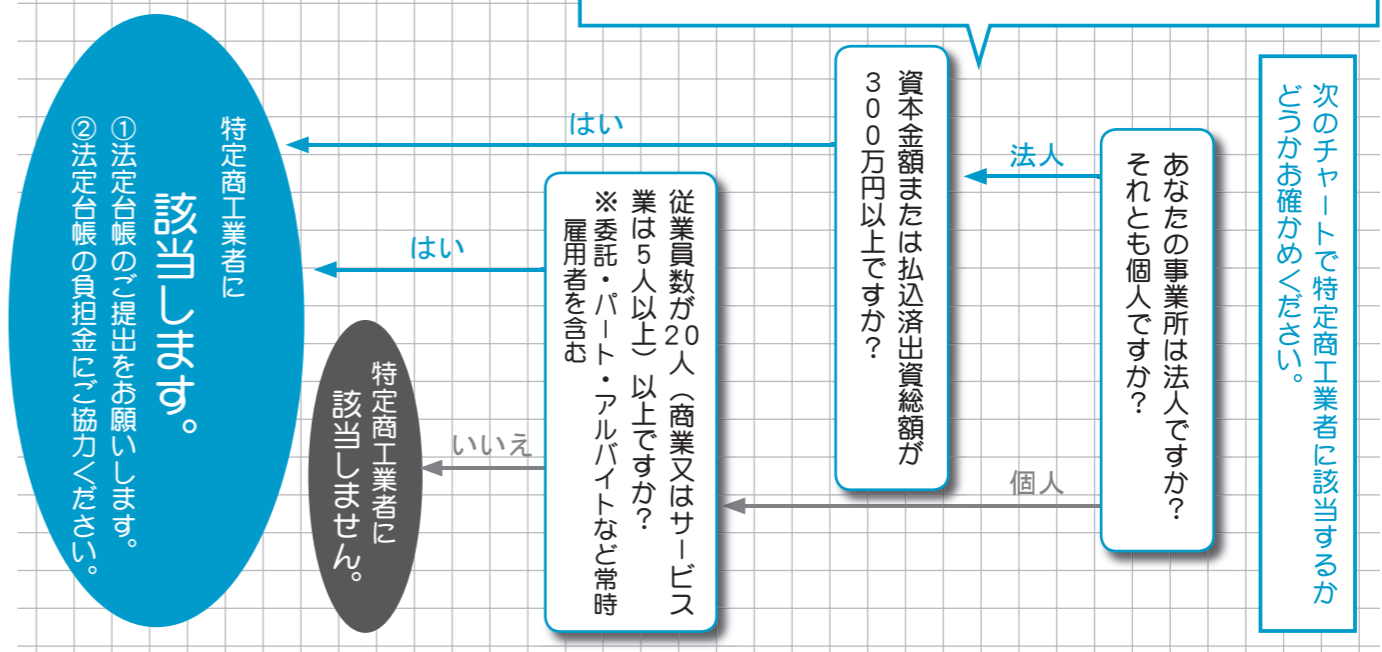 次のチャートで特定商工業者に該当するか
どうかお確かめください。
あなたの事業所は法人ですか？
それとも個人ですか？
法人
個人
資本金額または払込済出資総額が
３００万円以上ですか？
はい
従業員数が20人（商業又はサービス
業は５人以上）以上ですか？
※委託・パート・アルバイトなど常時
雇用者を含む
はい
いいえ
特定商工業者に
該当しません。
特定商工業者に
該当します。
①法定台帳のご提出をお願いします。
②法定台帳の負担金にご協力ください。